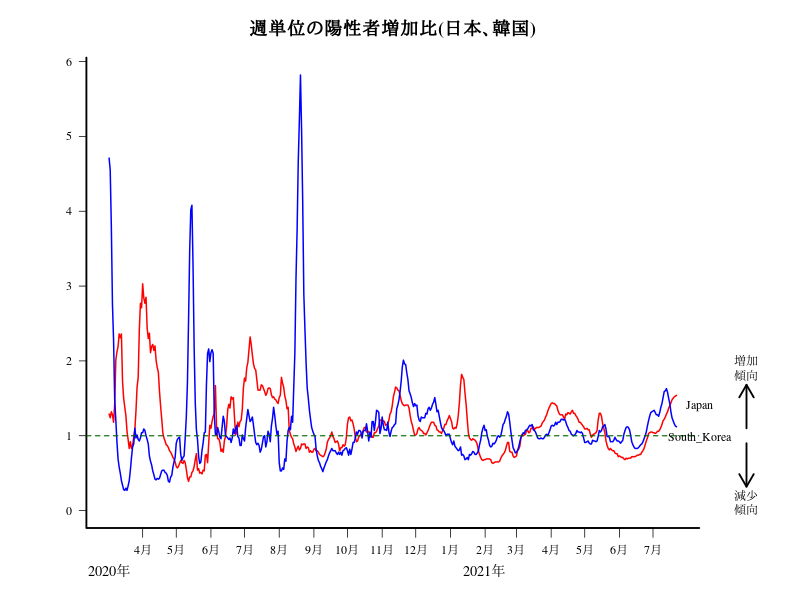 週単位の陽性者増加比(日本、韓国)
6
5
4
3
2
1
0
増加
傾向
Japan
South_Korea
減少
傾向
4月 5月 6月 7月 8月 9月 10月 11月 12月 1月 2月 3月 4月 5月 6月 7月
2020年 2021年